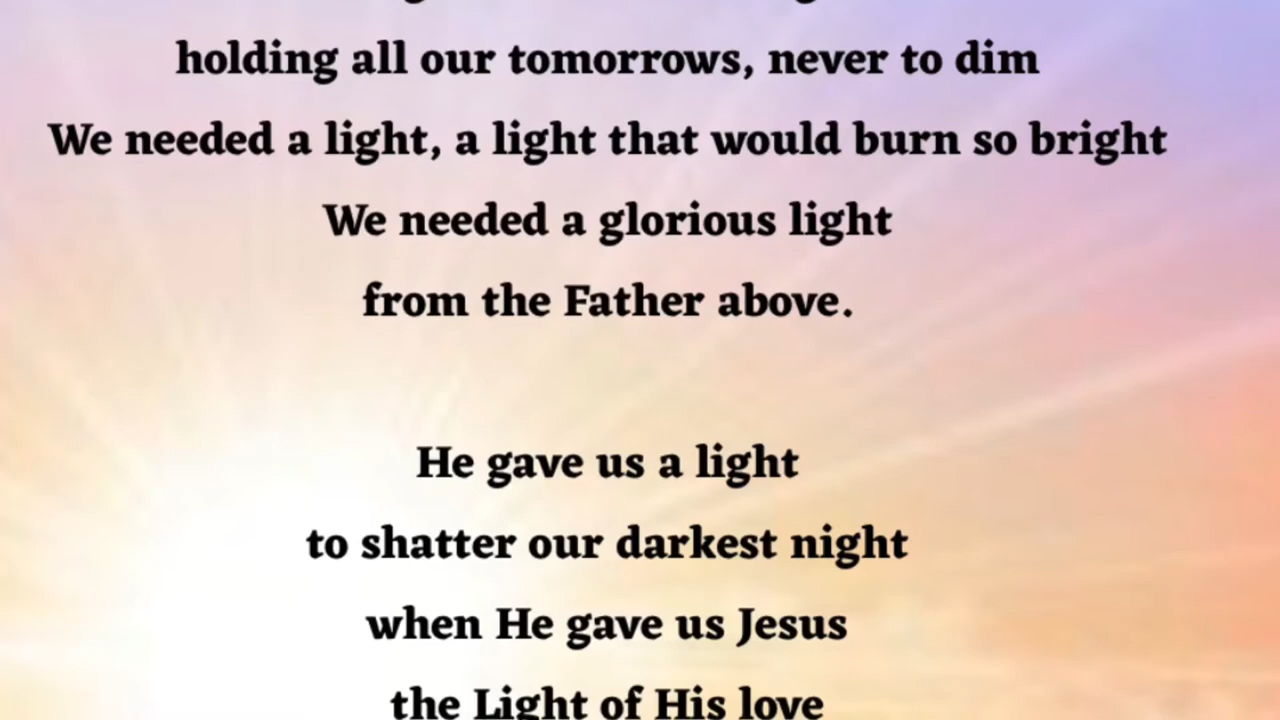 holding all our tomorrows, never to dim
We needed a light, a light that would burn so bright
We needed a glorious light
from the Father above.
He gave us a light
to shatter our darkest night
when He gave us Jesus
the Light of His love